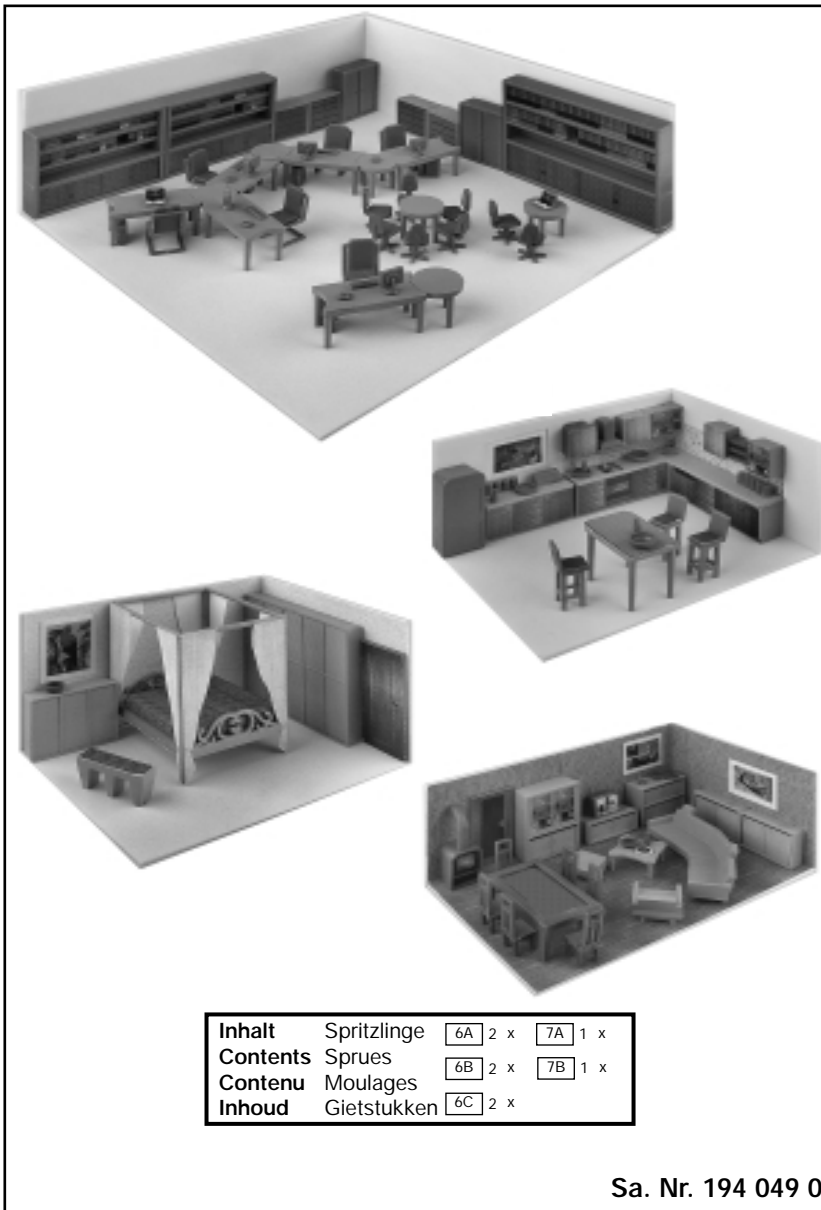 Inhalt Spritzlinge 6A 2 x 7A 1 x
Contents Sprues 6B 2 x 7B 1 x
Contenu Moulages
Inhoud Gietstukken 6C 2 x
Sa. Nr. 194 049 0